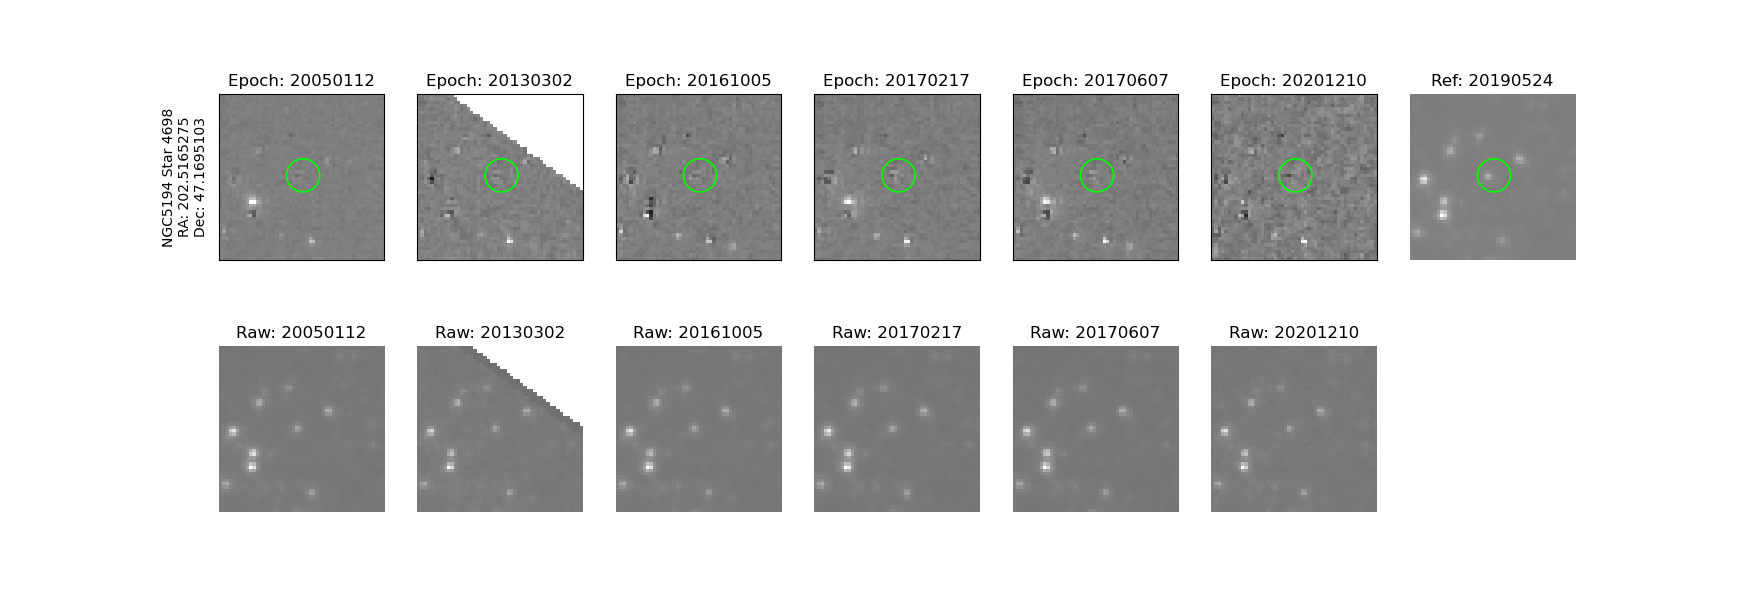 Epoch: 20050112
Epoch: 20130302
Epoch: 20161005
Epoch: 20170217
Epoch: 20170607
Epoch: 20201210
Ref: 20190524
NGC5194 Star 4698
RA: 202.5165275
Dec: 47.1695103
Raw: 20050112
Raw: 20130302
Raw: 20161005
Raw: 20170217
Raw: 20170607
Raw: 20201210